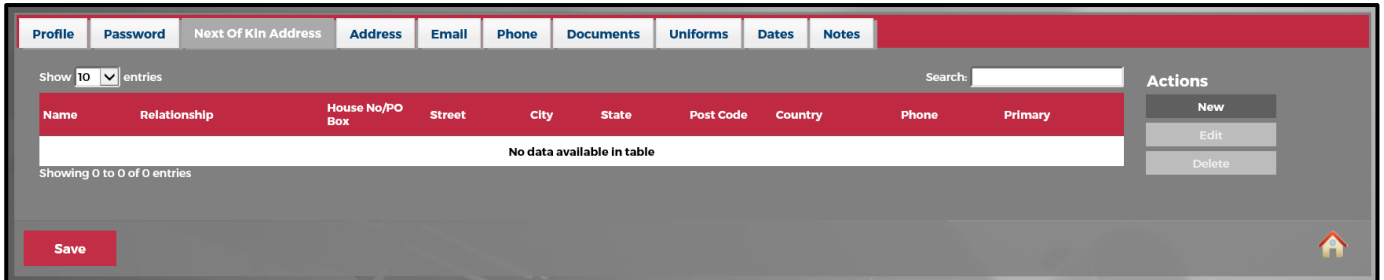 Profile Password Next Of Kin Address Address Email Phone Documents Uniforms Dates Notes
Show 10 entries Search:
Actions
Name Relationship House No/PO Box Street City State Post Code Country Phone Primary
New
Edit
No data available in table
Delete
Showing 0 to 0 of 0 entries
Save